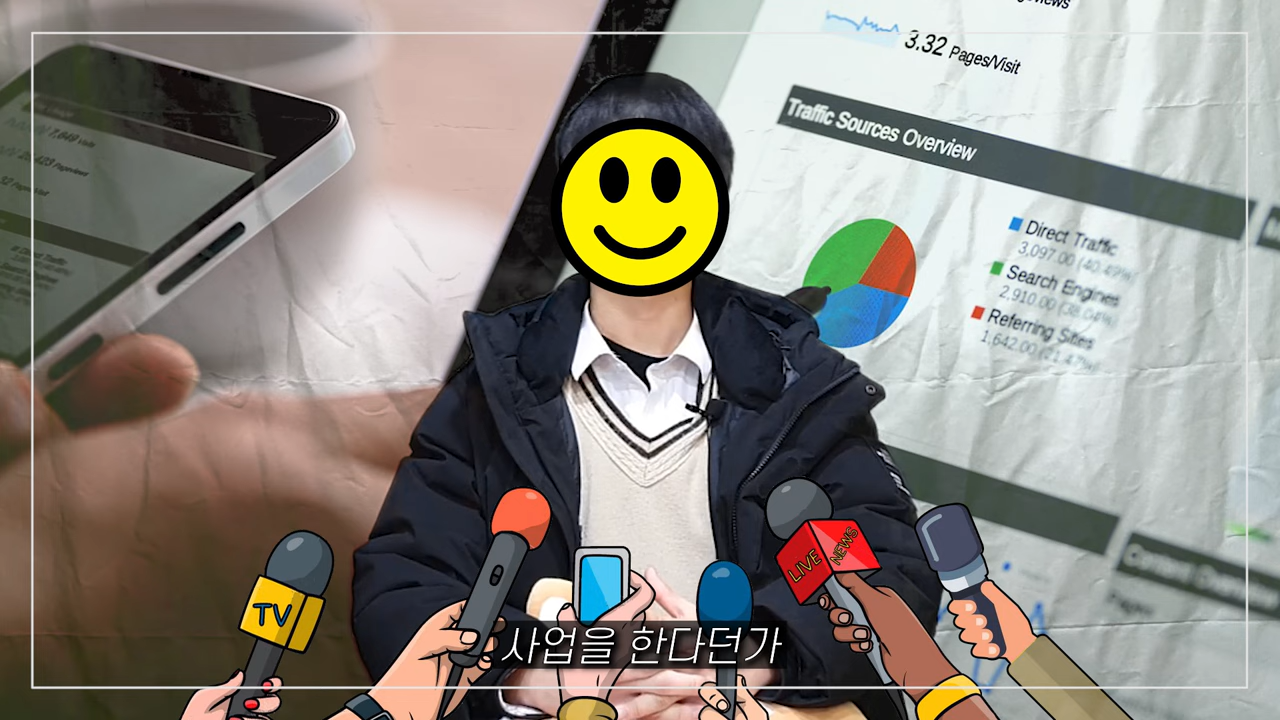 3.32 Pages/Visit
Traffic Sources Overview
Direct Traffic
3,097.00 (40.49%)
Search Engines
2,910.00 (38.04%)
Referring Sites
1,642.00 (21.47%)
TV
LIVE
NEWS
사업을 한다던가